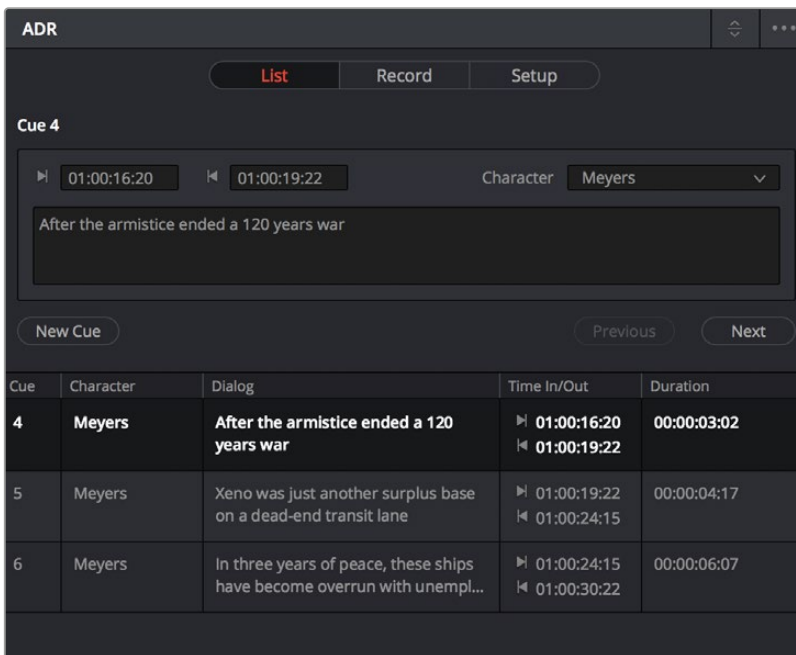 ADR
List Record Setup
Cue 4
01:00:16:20 01:00:19:22 Character Meyers
After the armistice ended a 120 years war
New Cue Previous Next
Cue Character Dialog Time In/Out Duration
4 Meyers After the armistice ended a 120 01:00:16:20 00:00:03:02
years war 01:00:19:22
5 Meyers Xeno was just another surplus base 01:00:19:22 00:00:04:17
on a dead-end transit lane 01:00:24:15
6 Meyers In three years of peace, these ships 01:00:24:15 00:00:06:07
have become overrun with unempl... 01:00:30:22